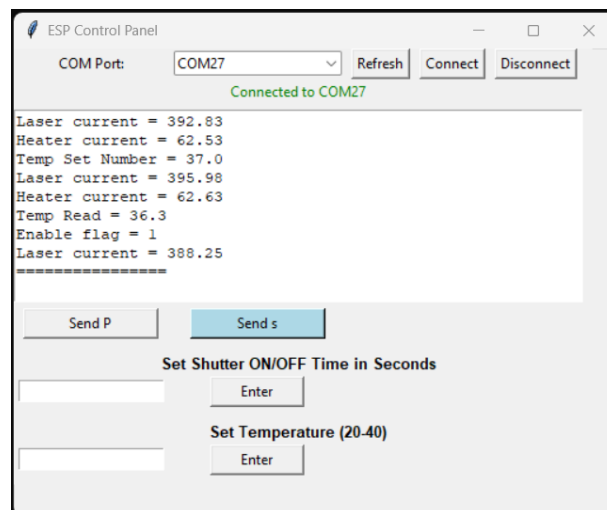 ESP Control Panel
COM Port: COM27 Refresh Connect Disconnect
Connected to COM27
Laser current = 392.83
Heater current = 62.53
Temp Set Number = 37.0
Laser current = 395.98
Heater current = 62.63
Temp Read = 36.3
Enable flag = 1
Laser current = 388.25
================
Send P Send s
Set Shutter ON/OFF Time in Seconds
Enter
Set Temperature (20-40)
Enter